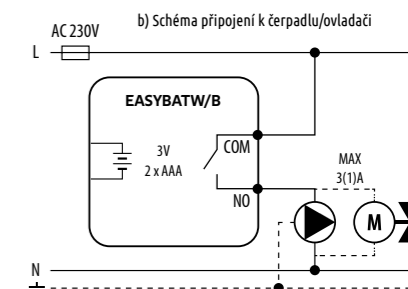 b) Schéma připojení k čerpadlu/ovladači
AC 230V
L
EASYBATW/B
3V
2 x AAA
COM
NO
MAX
3(1)A
M
N